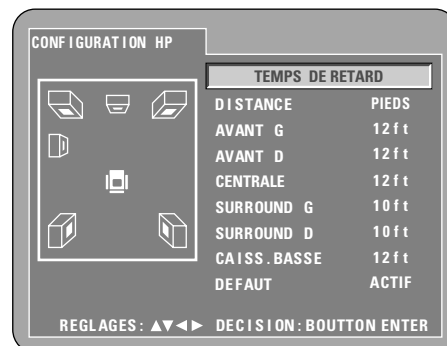 CONFIGURATION HP
TEMPS DE RETARD
DISTANCE PIEDS
AVANT G 12ft
AVANT D 12ft
CENTRALE 12ft
SURROUND G 10ft
SURROUND D 10ft
CAISS.BASSE 12ft
DEFAUT ACTIF
REGLAGES: ▲▼◄► DECISION: BOUTTON ENTER